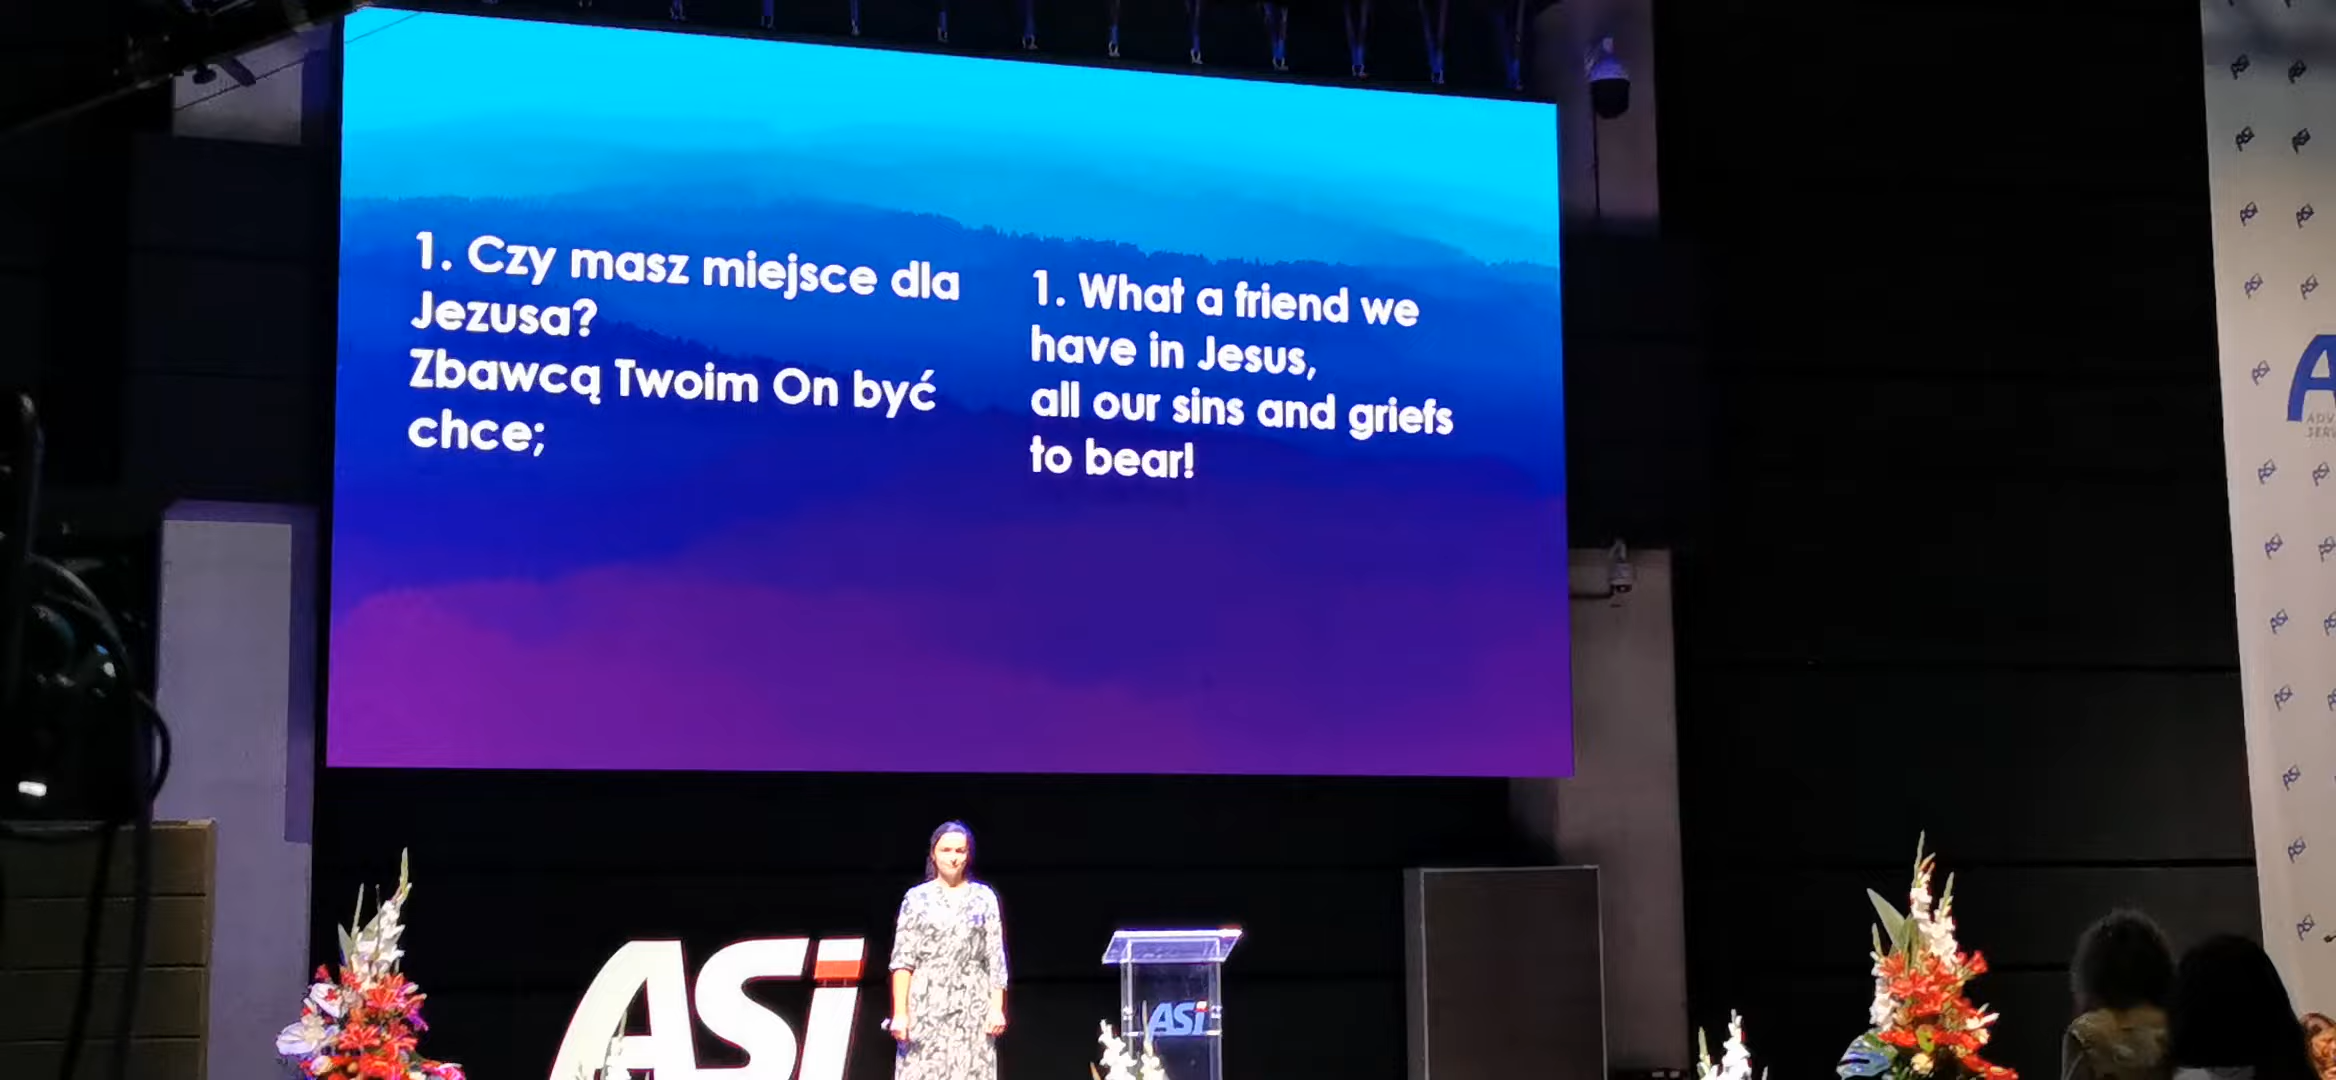 1. Czy masz miejsce dla
Jezusa?
Zbawcą Twoim On być
chce;
1. What a friend we
have in Jesus,
all our sins and griefs
to bear!
ASi
ASi